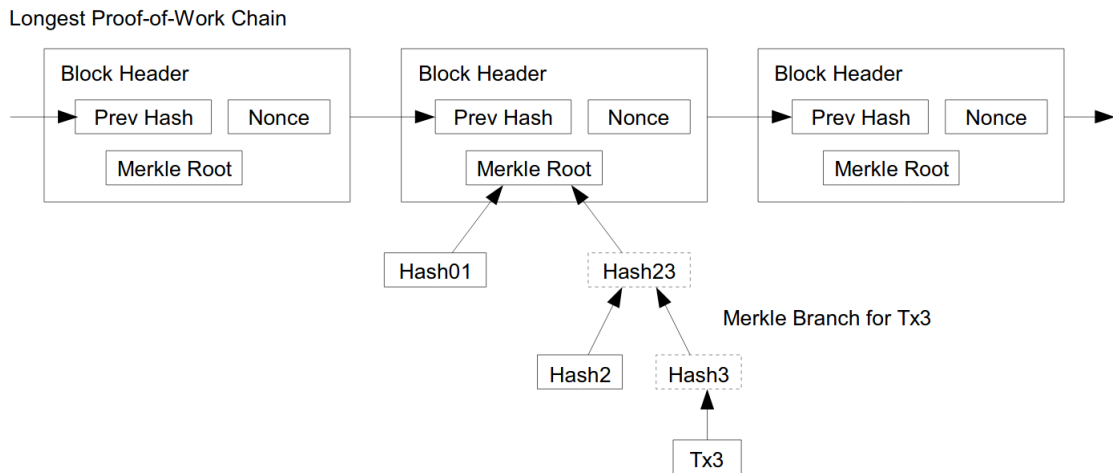 Longest Proof-of-Work Chain
Block Header
Block Header
Block Header
Prev Hash
Nonce
Prev Hash
Nonce
Prev Hash
Nonce
Merkle Root
Merkle Root
Merkle Root
Hash01
Hash23
Merkle Branch for Tx3
Hash2
Hash3
Tx3